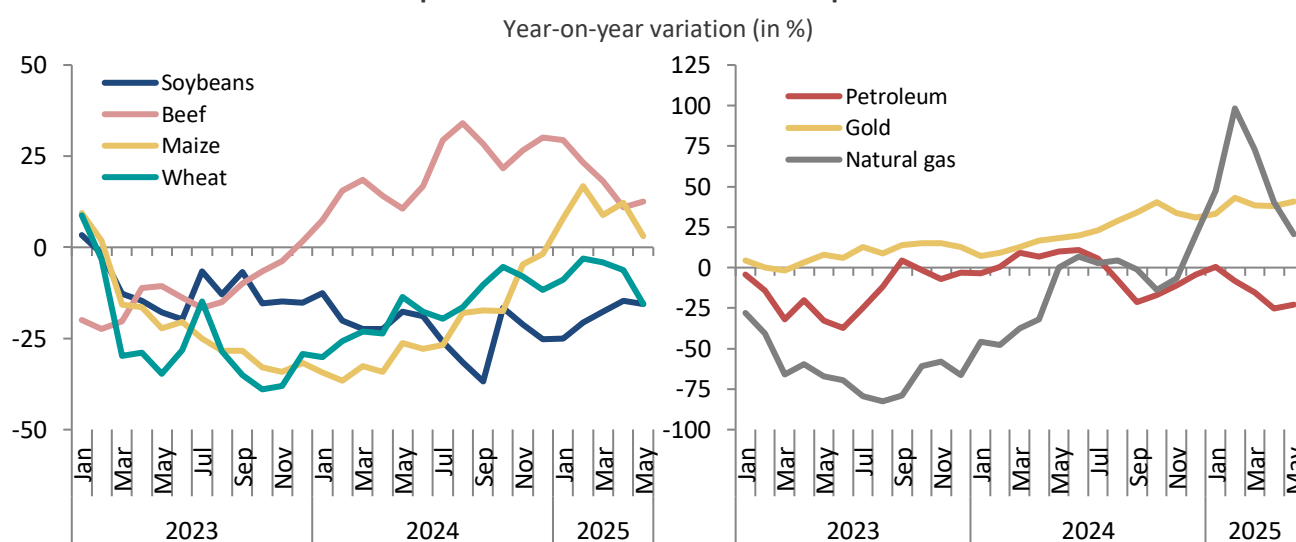 Year-on-year variation (in %)
50
25
0
-25
-50
Soybeans
Beef
Maize
Wheat
Jan
Mar
May
Jul
Sep
Nov
Jan
Mar
May
Jul
Sep
Nov
Jan
Mar
May
2023
2024
2025
125
100
75
50
25
0
-25
-50
-75
-100
Petroleum
Gold
Natural gas
Jan
Mar
May
Jul
Sep
Nov
Jan
Mar
May
Jul
Sep
Nov
Jan
Mar
May
2023
2024
2025